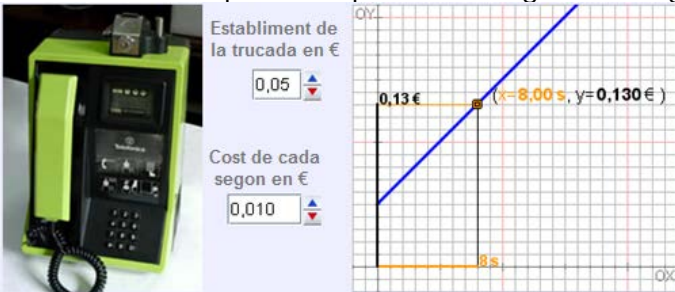 Establiment de
la trucada en €
0,05
Cost de cada
segon en €
0,010
OY
0,13 €
(x=8,00 s, y=0,130 € )
8 s
OX
Telefónica